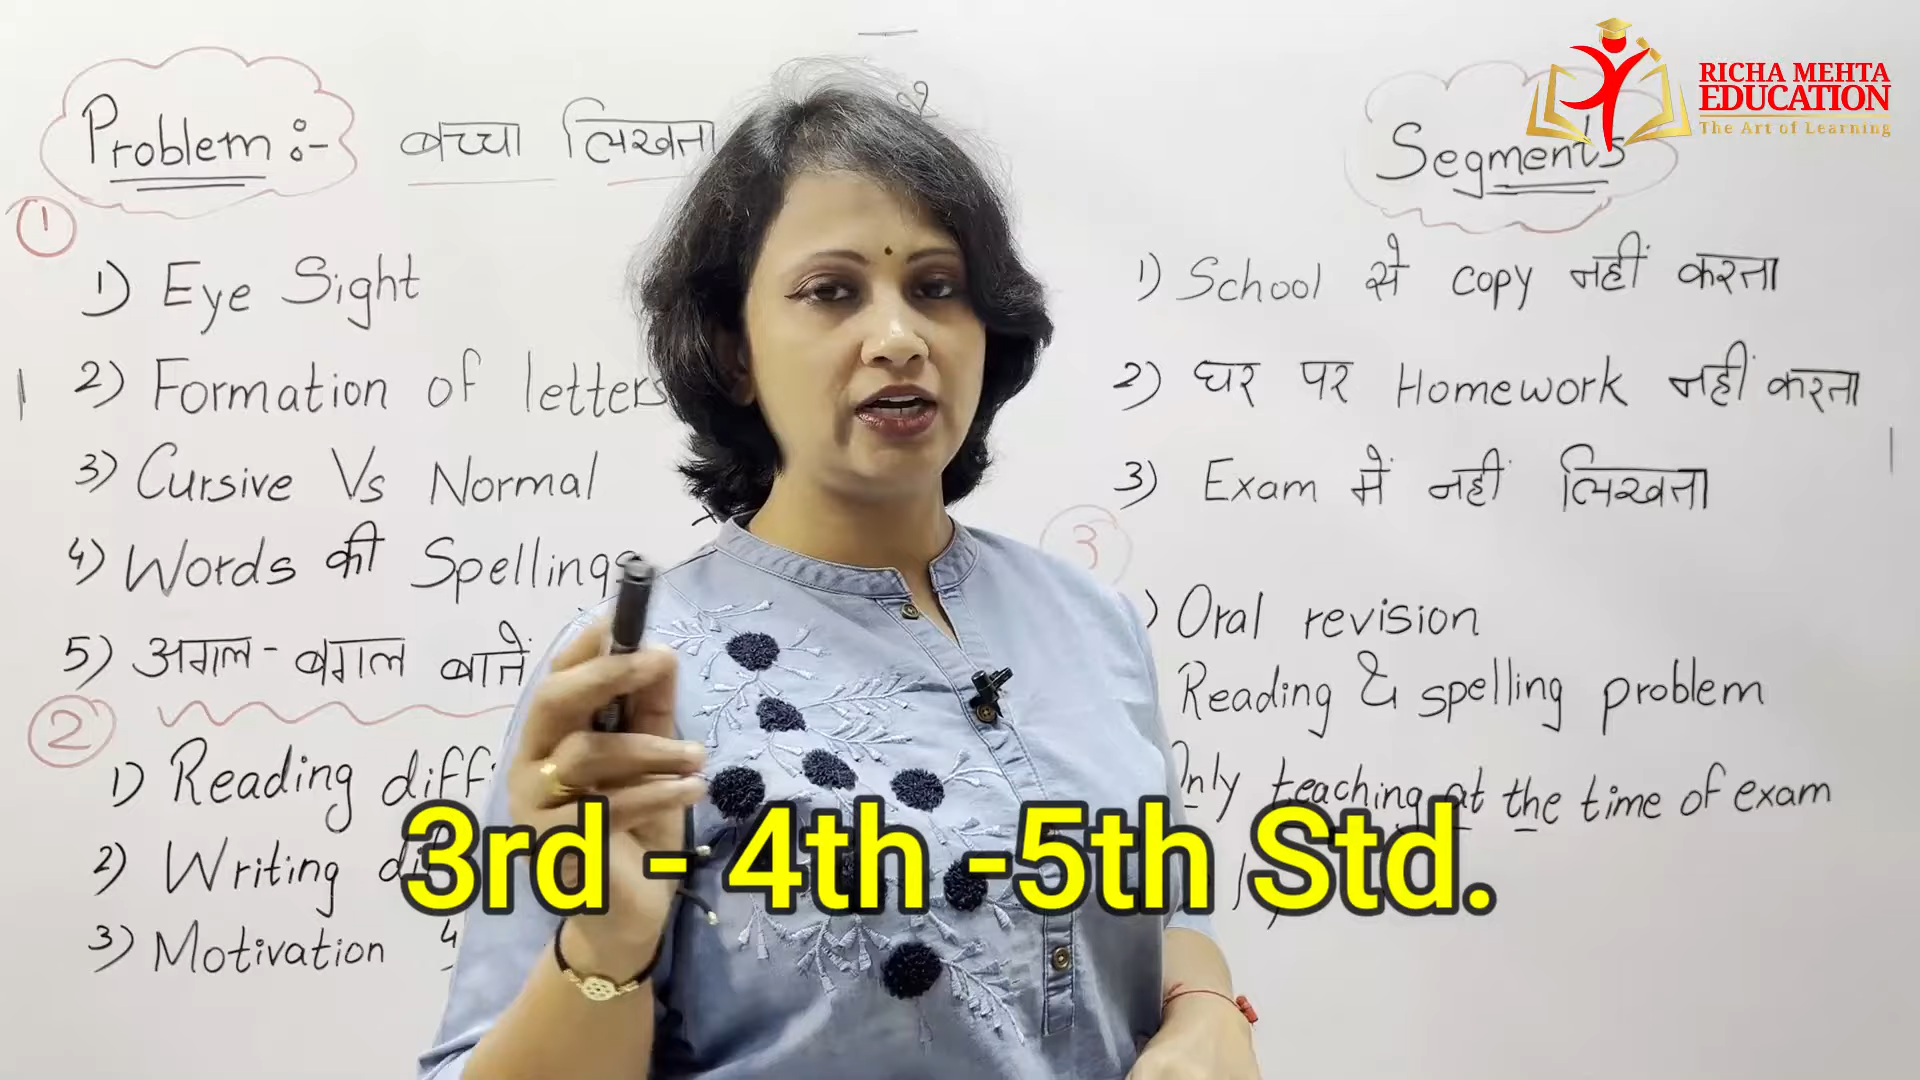 RICHA MEHTA
EDUCATION
The Art of Learning
Problem :-
बच्चा लिखता
①
1) Eye Sight
2) Formation of letters
3) Cursive Vs Normal
4) Words की Spellings
5) अगल - बगल बातें
②
1) Reading
2) Writing
3) Motivation
Segments
1) School से copy नहीं करता
2) घर पर Homework नहीं करता
3) Exam में नहीं लिखता
③
) Oral revision
Reading & spelling problem
Only teaching at the time of exam
3rd - 4th -5th Std.